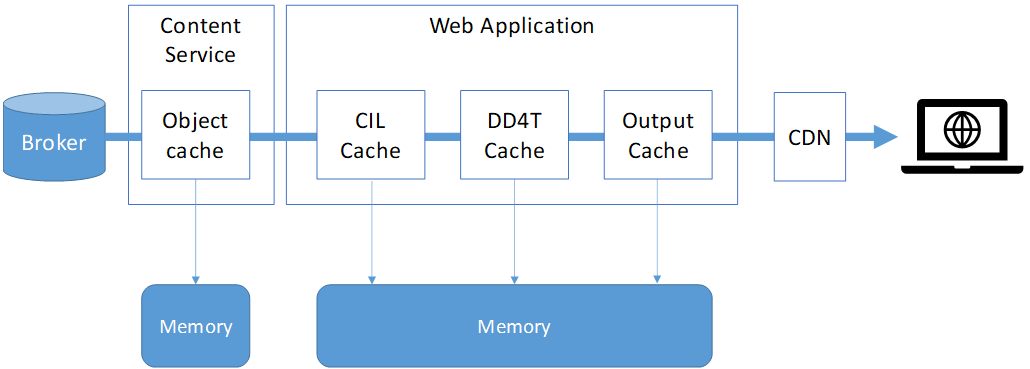 Content
Service
Web Application
Broker
Object
cache
CIL
Cache
DD4T
Cache
Output
Cache
CDN
Memory
Memory